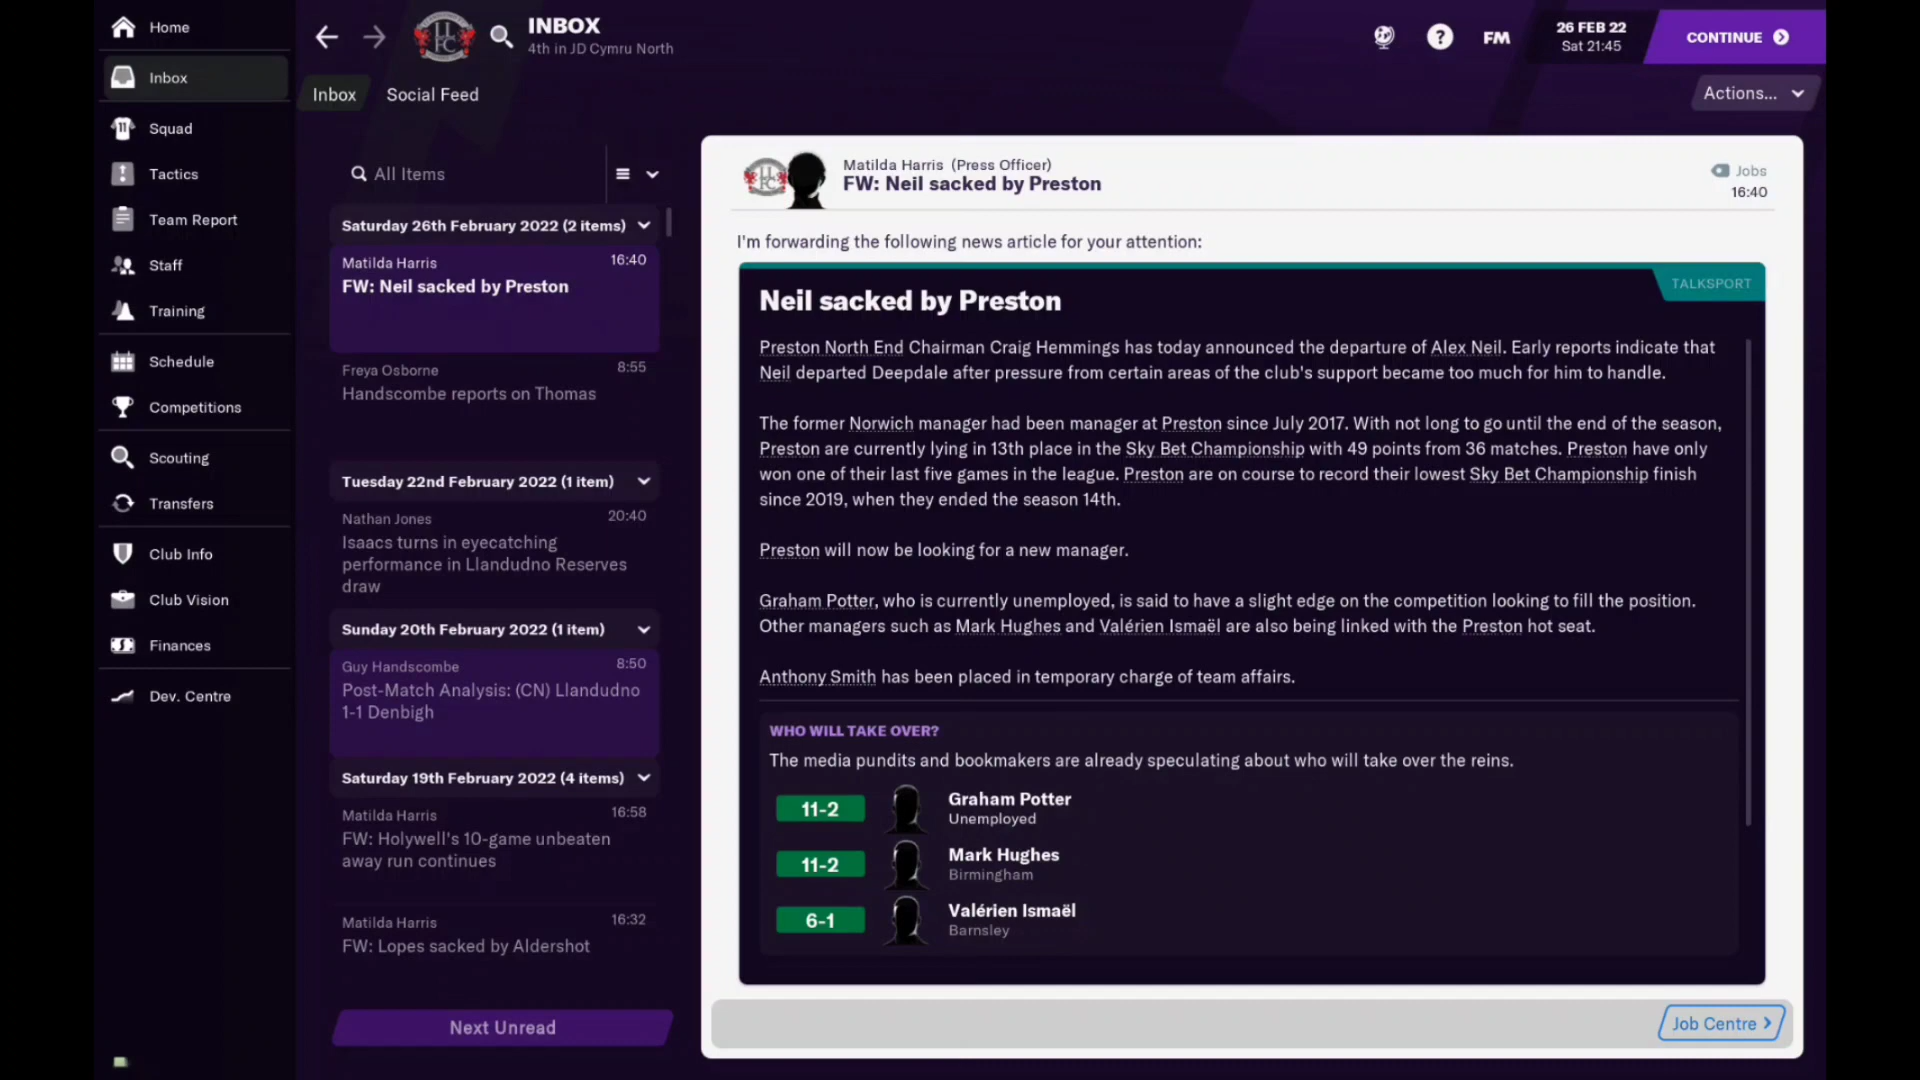 Home
Inbox
Squad
Tactics
Team Report
Staff
Training
Schedule
Competitions
Scouting
Transfers
Club Info
Club Vision
Finances
Dev. Centre
INBOX
4th in JD Cymru North
FM
26 FEB 22
Sat 21:45
CONTINUE
Inbox
Social Feed
Actions...
All Items
Saturday 26th February 2022 (2 items)
Matilda Harris 16:40
FW: Neil sacked by Preston
Freya Osborne 8:55
Handscombe reports on Thomas
Tuesday 22nd February 2022 (1 item)
Nathan Jones 20:40
Isaacs turns in eyecatching
performance in Llandudno Reserves
draw
Sunday 20th February 2022 (1 item)
Guy Handscombe 8:50
Post-Match Analysis: (CN) Llandudno
1-1 Denbigh
Saturday 19th February 2022 (4 items)
Matilda Harris 16:58
FW: Holywell's 10-game unbeaten
away run continues
Matilda Harris 16:32
FW: Lopes sacked by Aldershot
Next Unread
Matilda Harris (Press Officer)
FW: Neil sacked by Preston
Jobs
16:40
I'm forwarding the following news article for your attention:
TALKSPORT
Neil sacked by Preston
Preston North End Chairman Craig Hemmings has today announced the departure of Alex Neil. Early reports indicate that
Neil departed Deepdale after pressure from certain areas of the club's support became too much for him to handle.
The former Norwich manager had been manager at Preston since July 2017. With not long to go until the end of the season,
Preston are currently lying in 13th place in the Sky Bet Championship with 49 points from 36 matches. Preston have only
won one of their last five games in the league. Preston are on course to record their lowest Sky Bet Championship finish
since 2019, when they ended the season 14th.
Preston will now be looking for a new manager.
Graham Potter, who is currently unemployed, is said to have a slight edge on the competition looking to fill the position.
Other managers such as Mark Hughes and Valérien Ismaël are also being linked with the Preston hot seat.
Anthony Smith has been placed in temporary charge of team affairs.
WHO WILL TAKE OVER?
The media pundits and bookmakers are already speculating about who will take over the reins.
11-2 Graham Potter
Unemployed
11-2 Mark Hughes
Birmingham
6-1 Valérien Ismaël
Barnsley
Job Centre